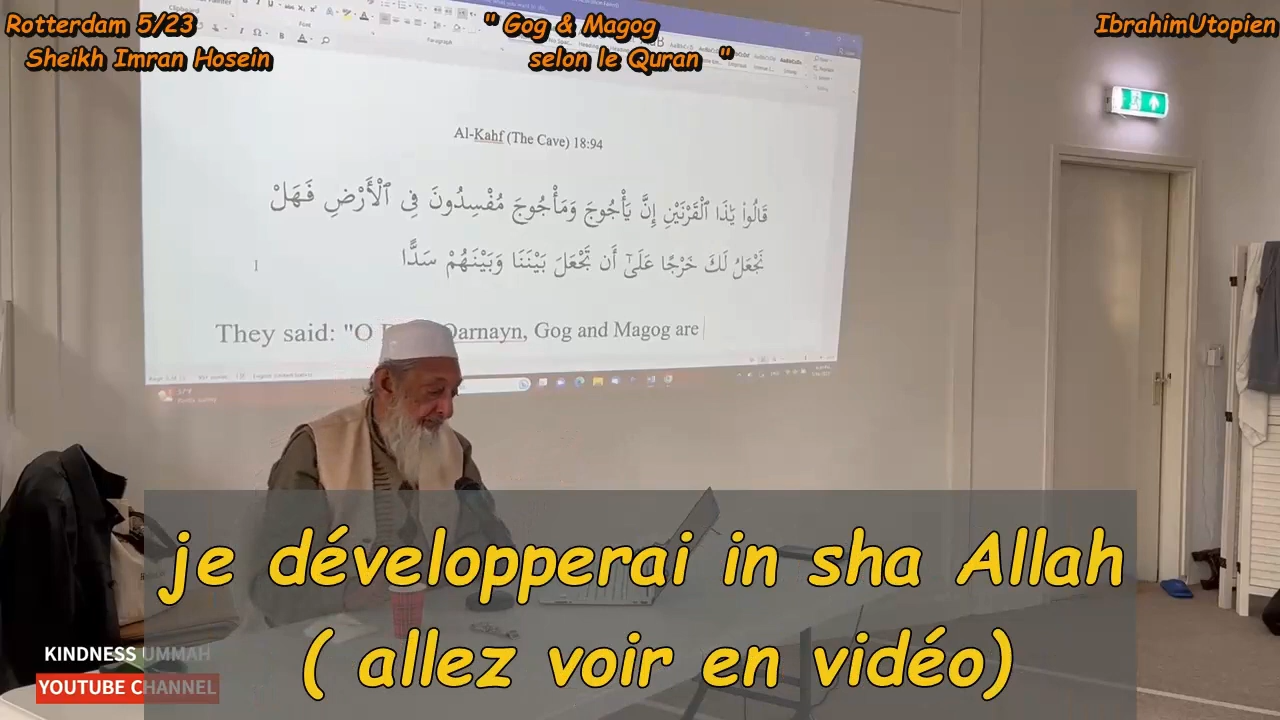 Rotterdam 5/23
Sheikh Imran Hosein
" Gog & Magog
selon le Quran "
IbrahimUtopien
Al-Kahf (The Cave) 18:94
قَالُوا۟ يَٰذَا ٱلْقَرْنَيْنِ إِنَّ يَأْجُوجَ وَمَأْجُوجَ مُفْسِدُونَ فِى ٱلْأَرْضِ فَهَلْ
نَجْعَلُ لَكَ خَرْجًا عَلَىٰٓ أَن تَجْعَلَ بَيْنَنَا وَبَيْنَهُمْ سَدًّا
They said: "O Qarnayn, Gog and Magog are
je développerai in sha Allah
( allez voir en vidéo)
KINDNESS UMMAH
YOUTUBE CHANNEL